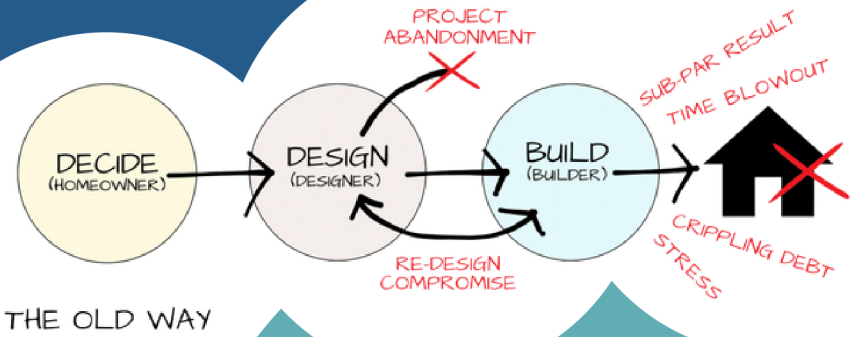 PROJECT
ABANDONMENT
SUB-PAR RESULT
TIME BLOWOUT
DECIDE
(HOMEOWNER)
DESIGN
(DESIGNER)
BUILD
(BUILDER)
RE-DESIGN
COMPROMISE
CRIPPLING DEBT
STRESS
THE OLD WAY